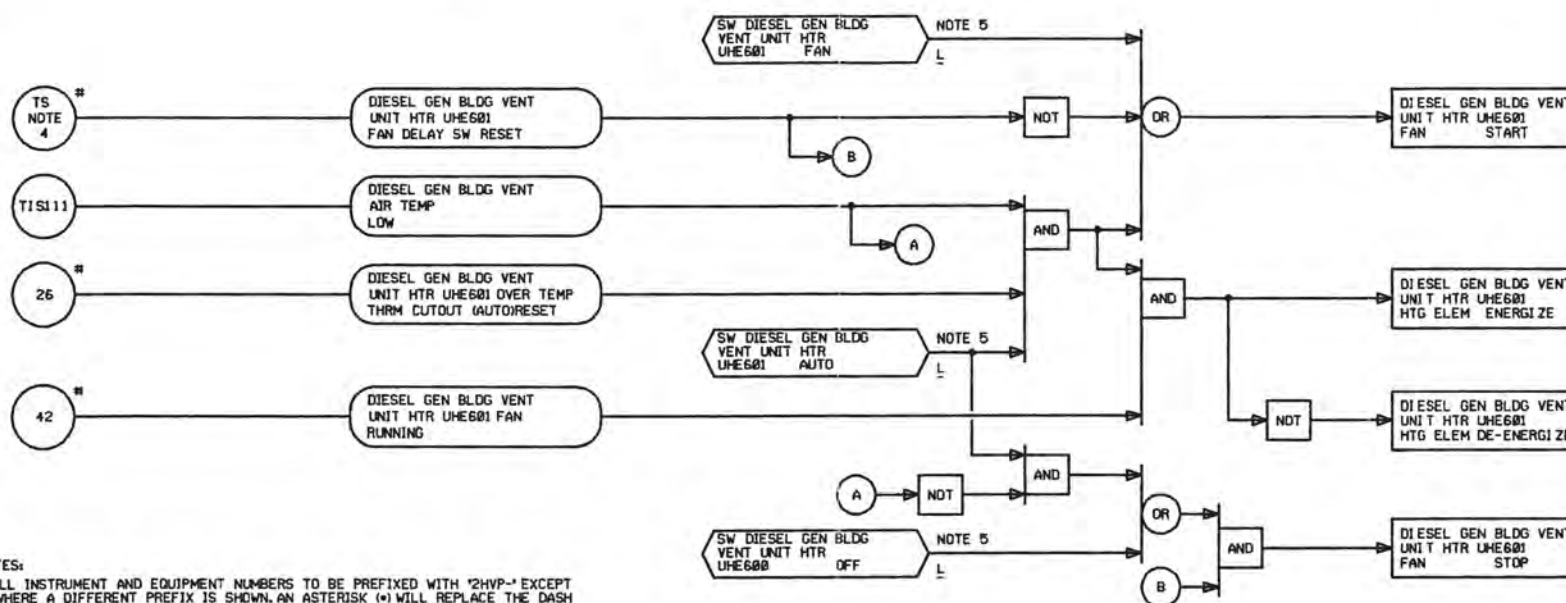 SW DIESEL GEN BLDG
VENT UNIT HTR
UHE601 FAN
NOTE 5
L
TS
NOTE
4
#
DIESEL GEN BLDG VENT
UNIT HTR UHE601
FAN DELAY SW RESET
NOT
OR
DIESEL GEN BLDG VENT
UNIT HTR UHE601
FAN START
B
TIS111
DIESEL GEN BLDG VENT
AIR TEMP
LOW
AND
A
26
#
DIESEL GEN BLDG VENT
UNIT HTR UHE601 OVER TEMP
THRM CUTOUT (AUTO)RESET
AND
DIESEL GEN BLDG VENT
UNIT HTR UHE601
HTG ELEM ENERGIZE
SW DIESEL GEN BLDG
VENT UNIT HTR
UHE601 AUTO
NOTE 5
L
42
#
DIESEL GEN BLDG VENT
UNIT HTR UHE601 FAN
RUNNING
NOT
DIESEL GEN BLDG VENT
UNIT HTR UHE601
HTG ELEM DE-ENERGIZE
A
NOT
AND
OR
SW DIESEL GEN BLDG
VENT UNIT HTR
UHE600 OFF
NOTE 5
L
AND
DIESEL GEN BLDG VENT
UNIT HTR UHE601
FAN STOP
B
TES:
LL INSTRUMENT AND EQUIPMENT NUMBERS TO BE PREFIXED WITH "2HVP-" EXCEPT
WHERE A DIFFERENT PREFIX IS SHOWN. AN ASTERISK (*) WILL REPLACE THE DASH